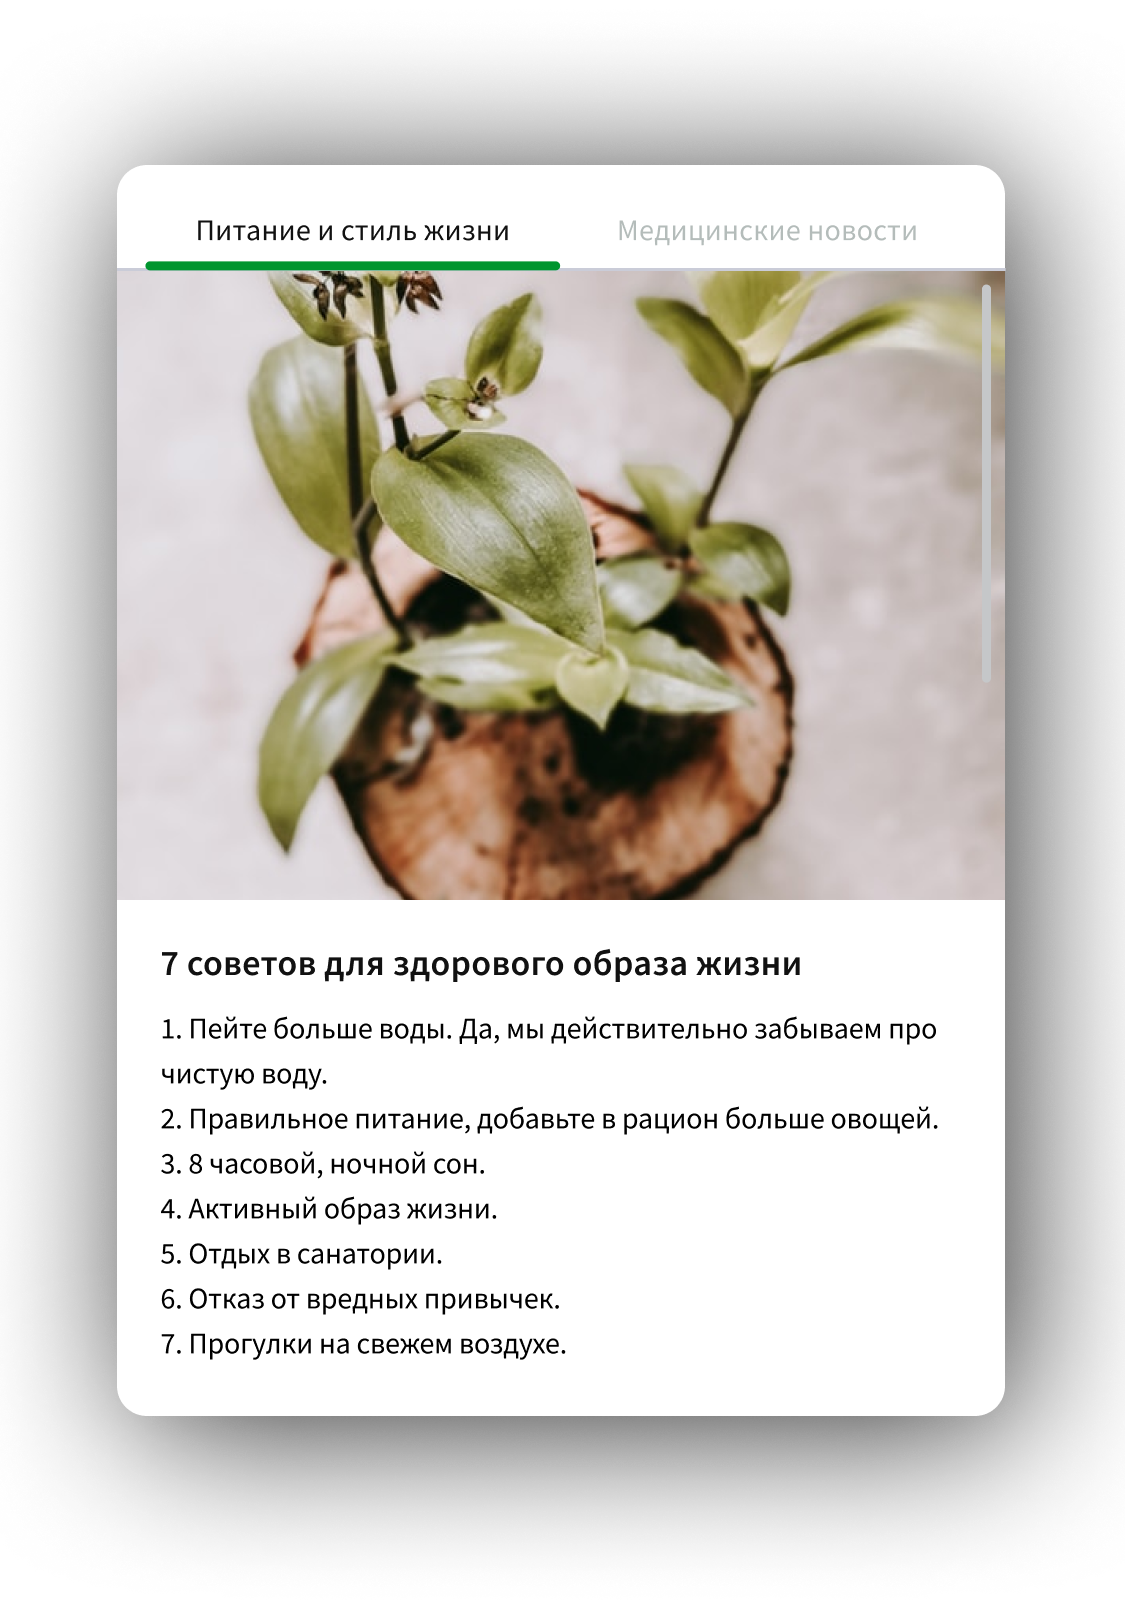 Питание и стиль жизни
Медицинские новости
7 советов для здорового образа жизни
1. Пейте больше воды. Да, мы действительно забываем про
чистую воду.
2. Правильное питание, добавьте в рацион больше овощей.
3. 8 часовой, ночной сон.
4. Активный образ жизни.
5. Отдых в санатории.
6. Отказ от вредных привычек.
7. Прогулки на свежем воздухе.